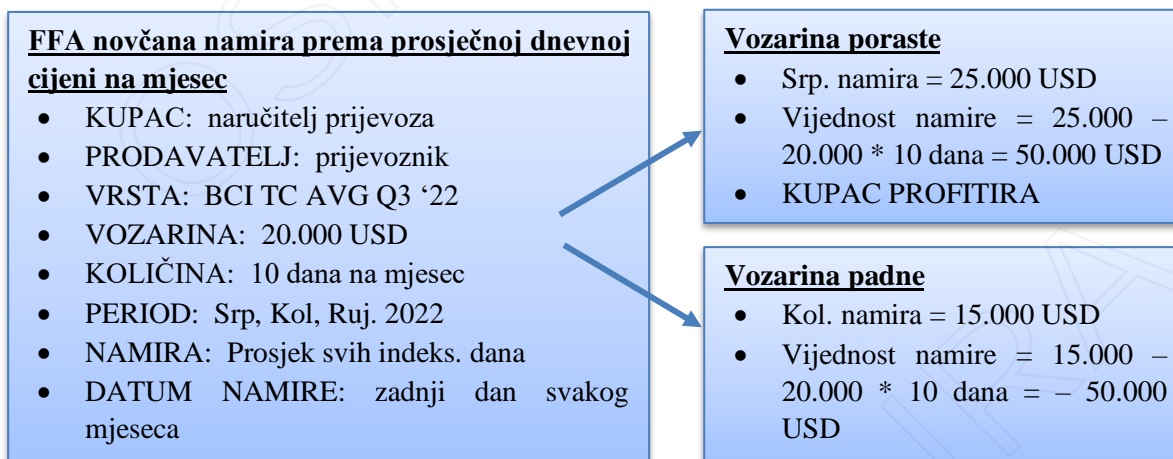 FFA novčana namira prema prosječnoj dnevnoj
cijeni na mjesec
• KUPAC: naručitelj prijevoza
• PRODAVATELJ: prijevoznik
• VRSTA: BCI TC AVG Q3 ‘22
• VOZARINA: 20.000 USD
• KOLIČINA: 10 dana na mjesec
• PERIOD: Srp, Kol, Ruj. 2022
• NAMIRA: Prosjek svih indeks. dana
• DATUM NAMIRE: zadnji dan svakog
mjeseca
Vozarina poraste
• Srp. namira = 25.000 USD
• Vijednost namire = 25.000 –
20.000 * 10 dana = 50.000 USD
• KUPAC PROFITIRA
Vozarina padne
• Kol. namira = 15.000 USD
• Vijednost namire = 15.000 –
20.000 * 10 dana = – 50.000
USD